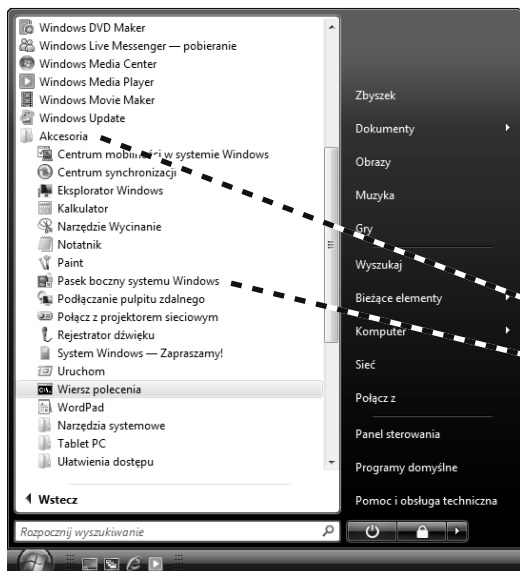 Windows DVD Maker
Windows Live Messenger — pobieranie
Windows Media Center
Windows Media Player
Windows Movie Maker
Windows Update
Akcesoria
Centrum mobilności w systemie Windows
Centrum synchronizacji
Eksplorator Windows
Kalkulator
Narzędzie Wycinanie
Notatnik
Paint
Pasek boczny systemu Windows
Podłączanie pulpitu zdalnego
Połącz z projektorem sieciowym
Rejestrator dźwięku
System Windows — Zapraszamy!
Uruchom
Wiersz polecenia
WordPad
Narzędzia systemowe
Tablet PC
Ułatwienia dostępu
Wstecz
Rozpocznij wyszukiwanie
Zbyszek
Dokumenty
Obrazy
Muzyka
Gry
Wyszukaj
Bieżące elementy
Komputer
Sieć
Połącz z
Panel sterowania
Programy domyślne
Pomoc i obsługa techniczna